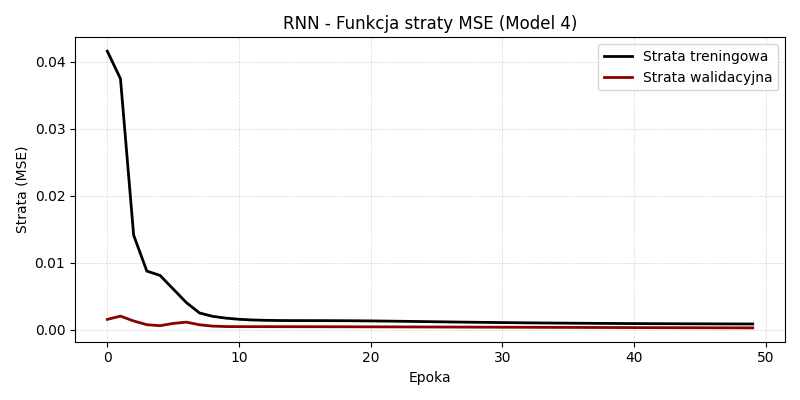 RNN - Funkcja straty MSE (Model 4)
Strata treningowa
Strata walidacyjna
Strata (MSE)
0.04
0.03
0.02
0.01
0.00
0 10 20 30 40 50
Epoka